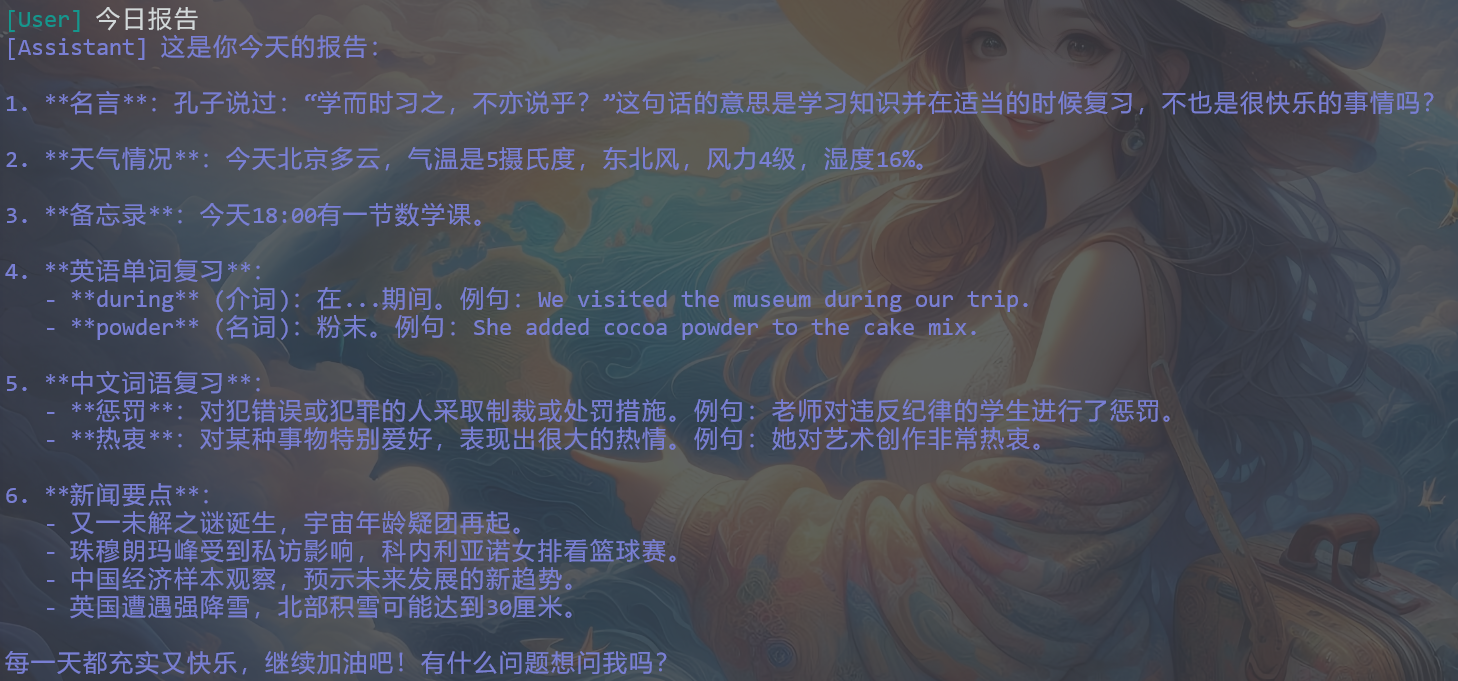 [User] 今日报告
[Assistant] 这是你今天的报告：
1. **名言**：孔子说过：“学而时习之，不亦说乎？”这句话的意思是学习知识并在适当的时候复习，不也是很快乐的事情吗？
2. **天气情况**：今天北京多云，气温是5摄氏度，东北风，风力4级，湿度16%。
3. **备忘录**：今天18:00有一节数学课。
4. **英语单词复习**：
- **during** (介词)：在...期间。例句：We visited the museum during our trip.
- **powder** (名词)：粉末。例句：She added cocoa powder to the cake mix.
5. **中文词语复习**：
- **惩罚**：对犯错误或犯罪的人采取制裁或处罚措施。例句：老师对违反纪律的学生进行了惩罚。
- **热衷**：对某种事物特别爱好，表现出很大的热情。例句：她对艺术创作非常热衷。
6. **新闻要点**：
- 又一未解之谜诞生，宇宙年龄疑团再起。
- 珠穆朗玛峰受到私访影响，科内利亚诺女排看篮球赛。
- 中国经济样本观察，预示未来发展的新趋势。
- 英国遭遇强降雪，北部积雪可能达到30厘米。
每一天都充实又快乐，继续加油吧！有什么问题想问我吗？